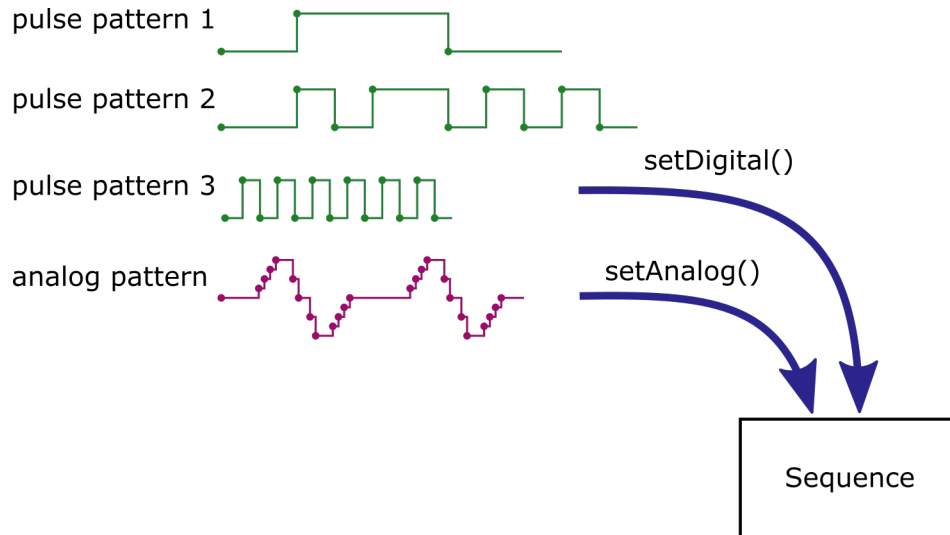 pulse pattern 1
pulse pattern 2
setDigital()
pulse pattern 3
setAnalog()
analog pattern
Sequence